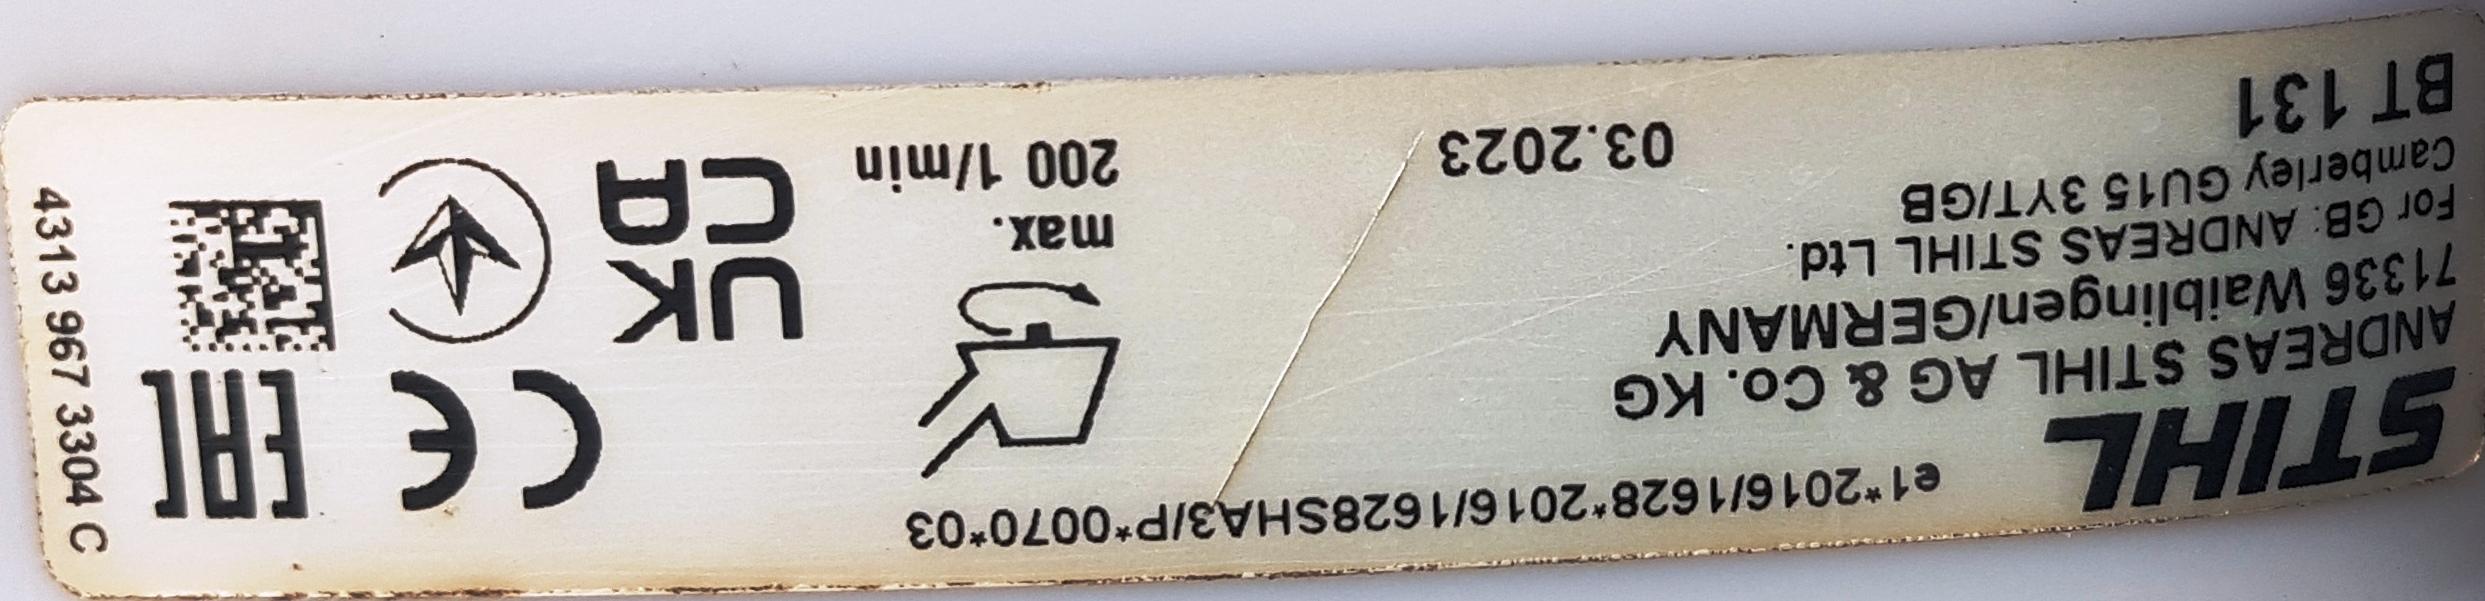 STIHL
ANDREAS STIHL AG & Co. KG
71336 Waiblingen/GERMANY
For GB: ANDREAS STIHL Ltd.
Camberley GU15 3YT/GB
BT 131
03.2023
e1*2016/1628*2016/1628SHA3/P*0070*03
max.
200 1/min
UK
CA
CE
EAC
4313 967 3304 C